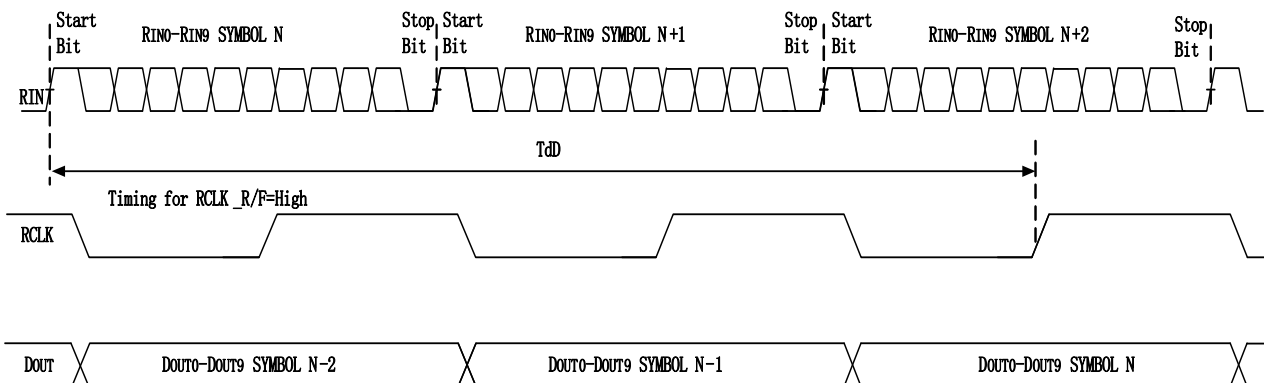 Start Bit
RIN0-RIN9 SYMBOL N
Stop Bit
Start Bit
RIN0-RIN9 SYMBOL N+1
Stop Bit
Start Bit
RIN0-RIN9 SYMBOL N+2
Stop Bit
RIN
TdD
Timing for RCLK_R/F=High
RCLK
DOUT
DOUT0-DOUT9 SYMBOL N-2
DOUT0-DOUT9 SYMBOL N-1
DOUT0-DOUT9 SYMBOL N